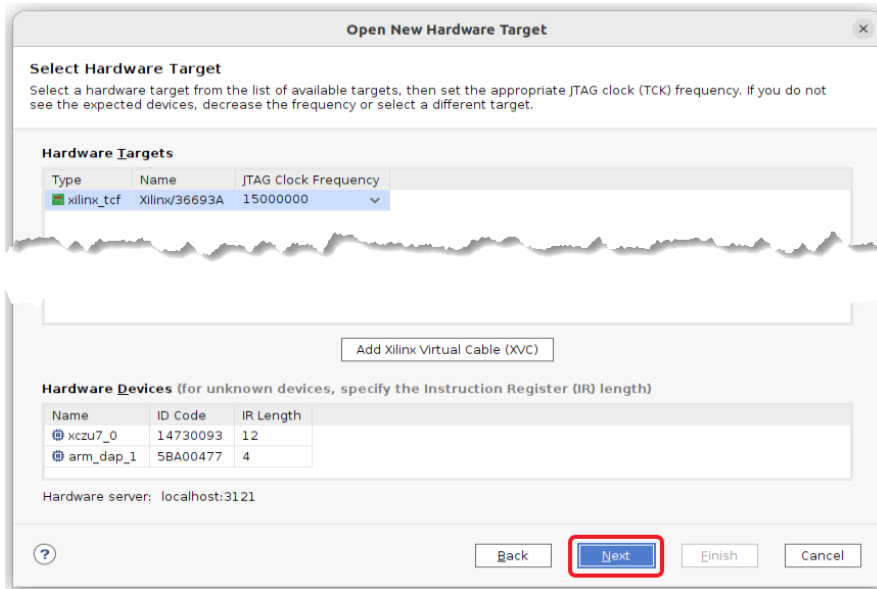 Open New Hardware Target
Select Hardware Target
Select a hardware target from the list of available targets, then set the appropriate JTAG clock (TCK) frequency. If you do not
see the expected devices, decrease the frequency or select a different target.
Hardware Targets
Type Name JTAG Clock Frequency
xilinx_tcf Xilinx/36693A 15000000
Add Xilinx Virtual Cable (XVC)
Hardware Devices (for unknown devices, specify the Instruction Register (IR) length)
Name ID Code IR Length
xczu7_0 14730093 12
arm_dap_1 5BA00477 4
Hardware server: localhost:3121
? Back Next Finish Cancel